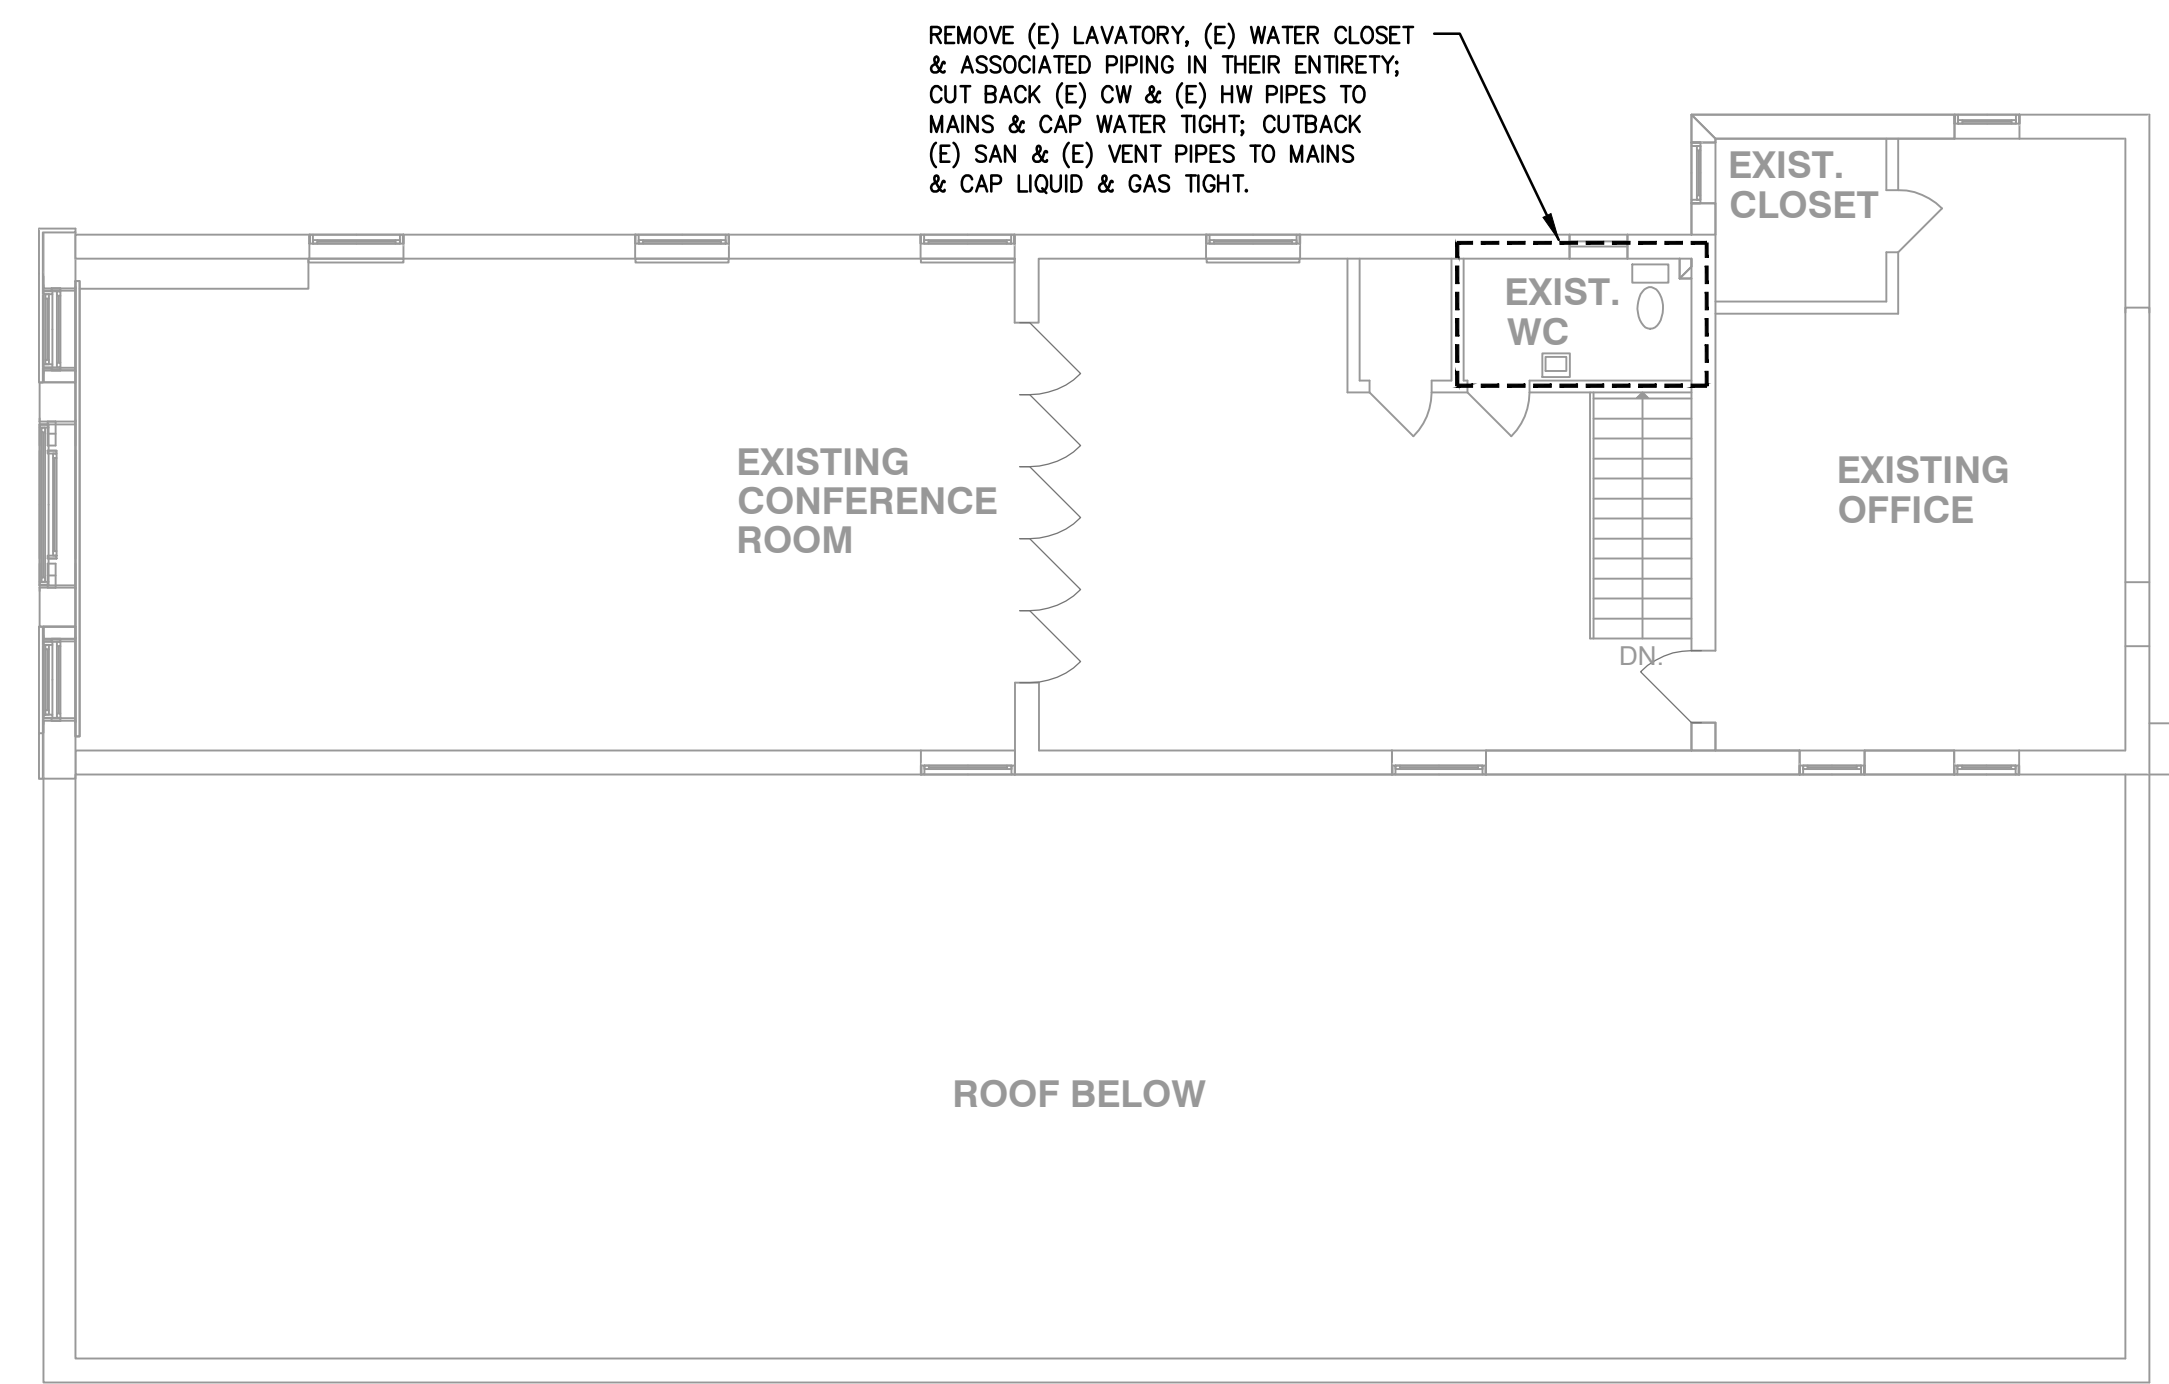 REMOVE (E) LAVATORY, (E) WATER CLOSET
& ASSOCIATED PIPING IN THEIR ENTIRETY;
CUT BACK (E) CW & (E) HW PIPES TO
MAINS & CAP WATER TIGHT; CUTBACK
(E) SAN & (E) VENT PIPES TO MAINS
& CAP LIQUID & GAS TIGHT.
EXIST.
CLOSET
EXIST.
WC
EXISTING
CONFERENCE
ROOM
EXISTING
OFFICE
DN.
ROOF BELOW